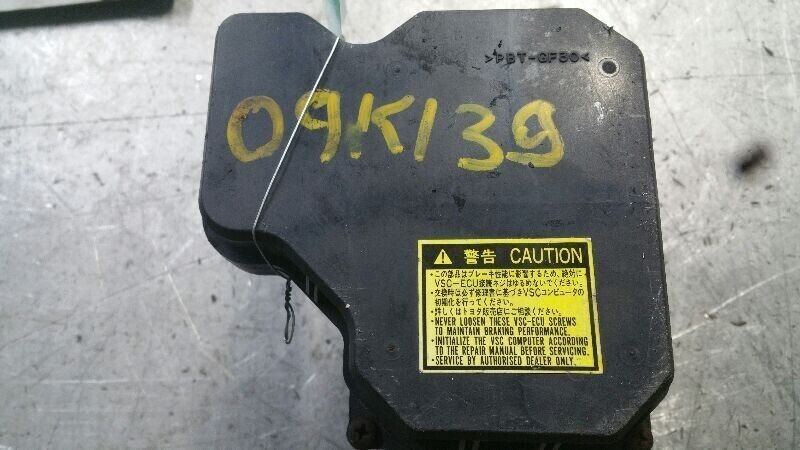 >PBT-GF30<
09K139
警告 CAUTION
・この部品はブレーキ性能に影響するため、絶対に
VSC-ECU接続ネジはゆるめないでください。
・交換時は必ず修理書に基づきVSCコンピュータの
初期化を行ってください。
・詳しくはトヨタ販売店にご相談ください。
・NEVER LOOSEN THESE VSC-ECU SCREWS
TO MAINTAIN BRAKING PERFORMANCE.
・INITIALIZE THE VSC COMPUTER ACCORDING
TO THE REPAIR MANUAL BEFORE SERVICING.
・SERVICE BY AUTHORISED DEALER ONLY.